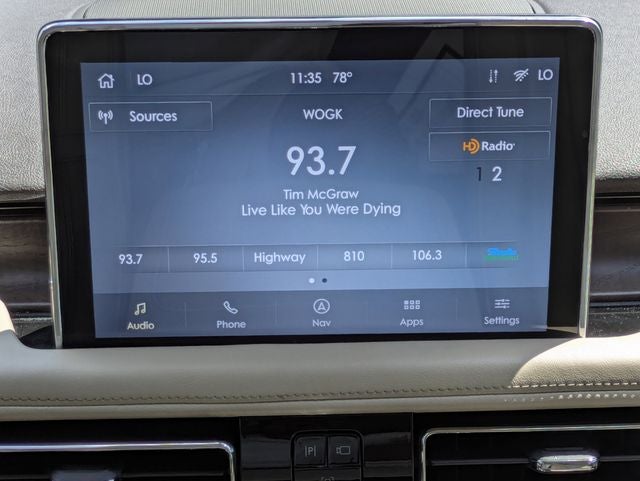 LO 11:35 78° LO
Sources WOGK Direct Tune
93.7
HD Radio
1 2
Tim McGraw
Live Like You Were Dying
93.7 95.5 Highway 810 106.3
Audio Phone Nav Apps Settings
P